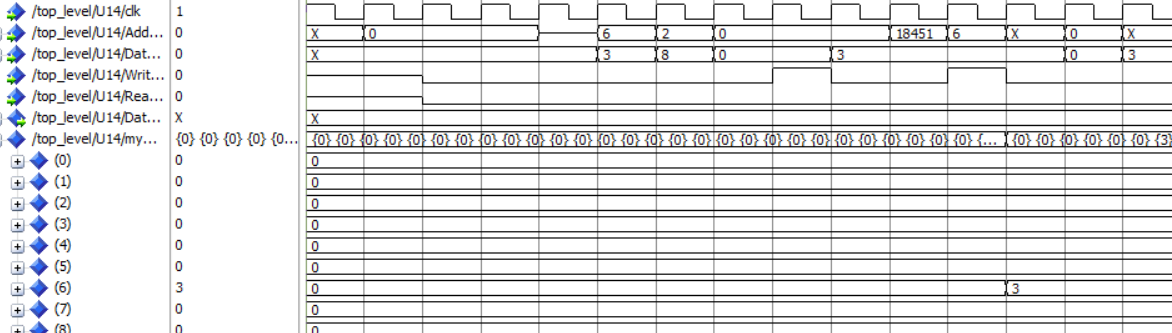 /top_level/U14/clk 1
/top_level/U14/Add... 0 X 0 6 2 0 18451 6 X 0 X
/top_level/U14/Dat... 0 X 3 8 0 3 0 3
/top_level/U14/Writ... 0
/top_level/U14/Rea... 0
/top_level/U14/Dat... X X
/top_level/U14/my... {0} {0} {0} {0} {0... {0} {0} {0} {0} {0} {0} {0} {0} {0} {0} {0} {0} {0} {0} {0} {0} {0} {0} {0} {0} {0} {0} {0} {0} {0} {0} {0} {0} {... {0} {0} {0} {0} {0} {0} {3}
(0) 0 0
(1) 0 0
(2) 0 0
(3) 0 0
(4) 0 0
(5) 0 0
(6) 3 0 3
(7) 0 0
(8) 0 0